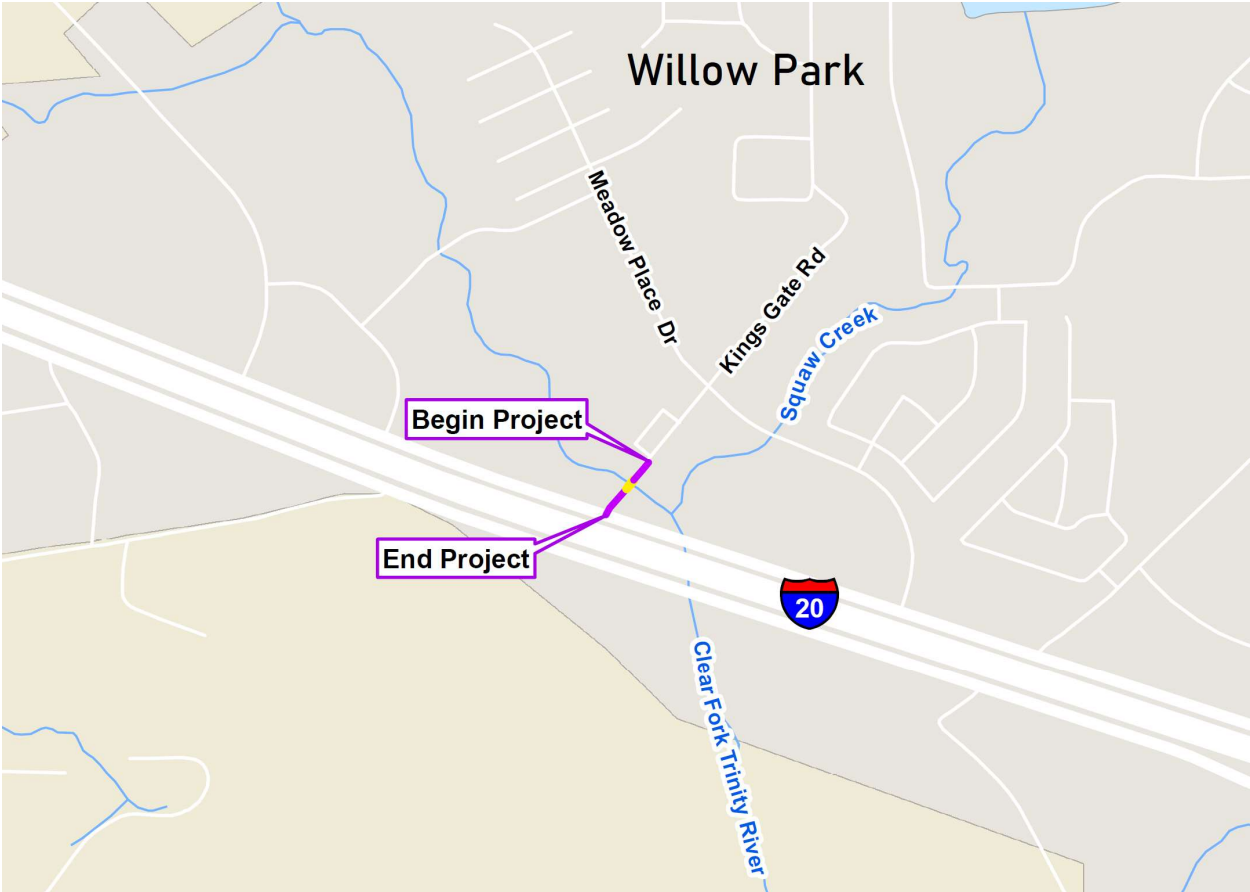 Willow Park
Meadow Place Dr
Kings Gate Rd
Squaw Creek
Begin Project
End Project
20
Clear Fork Trinity River